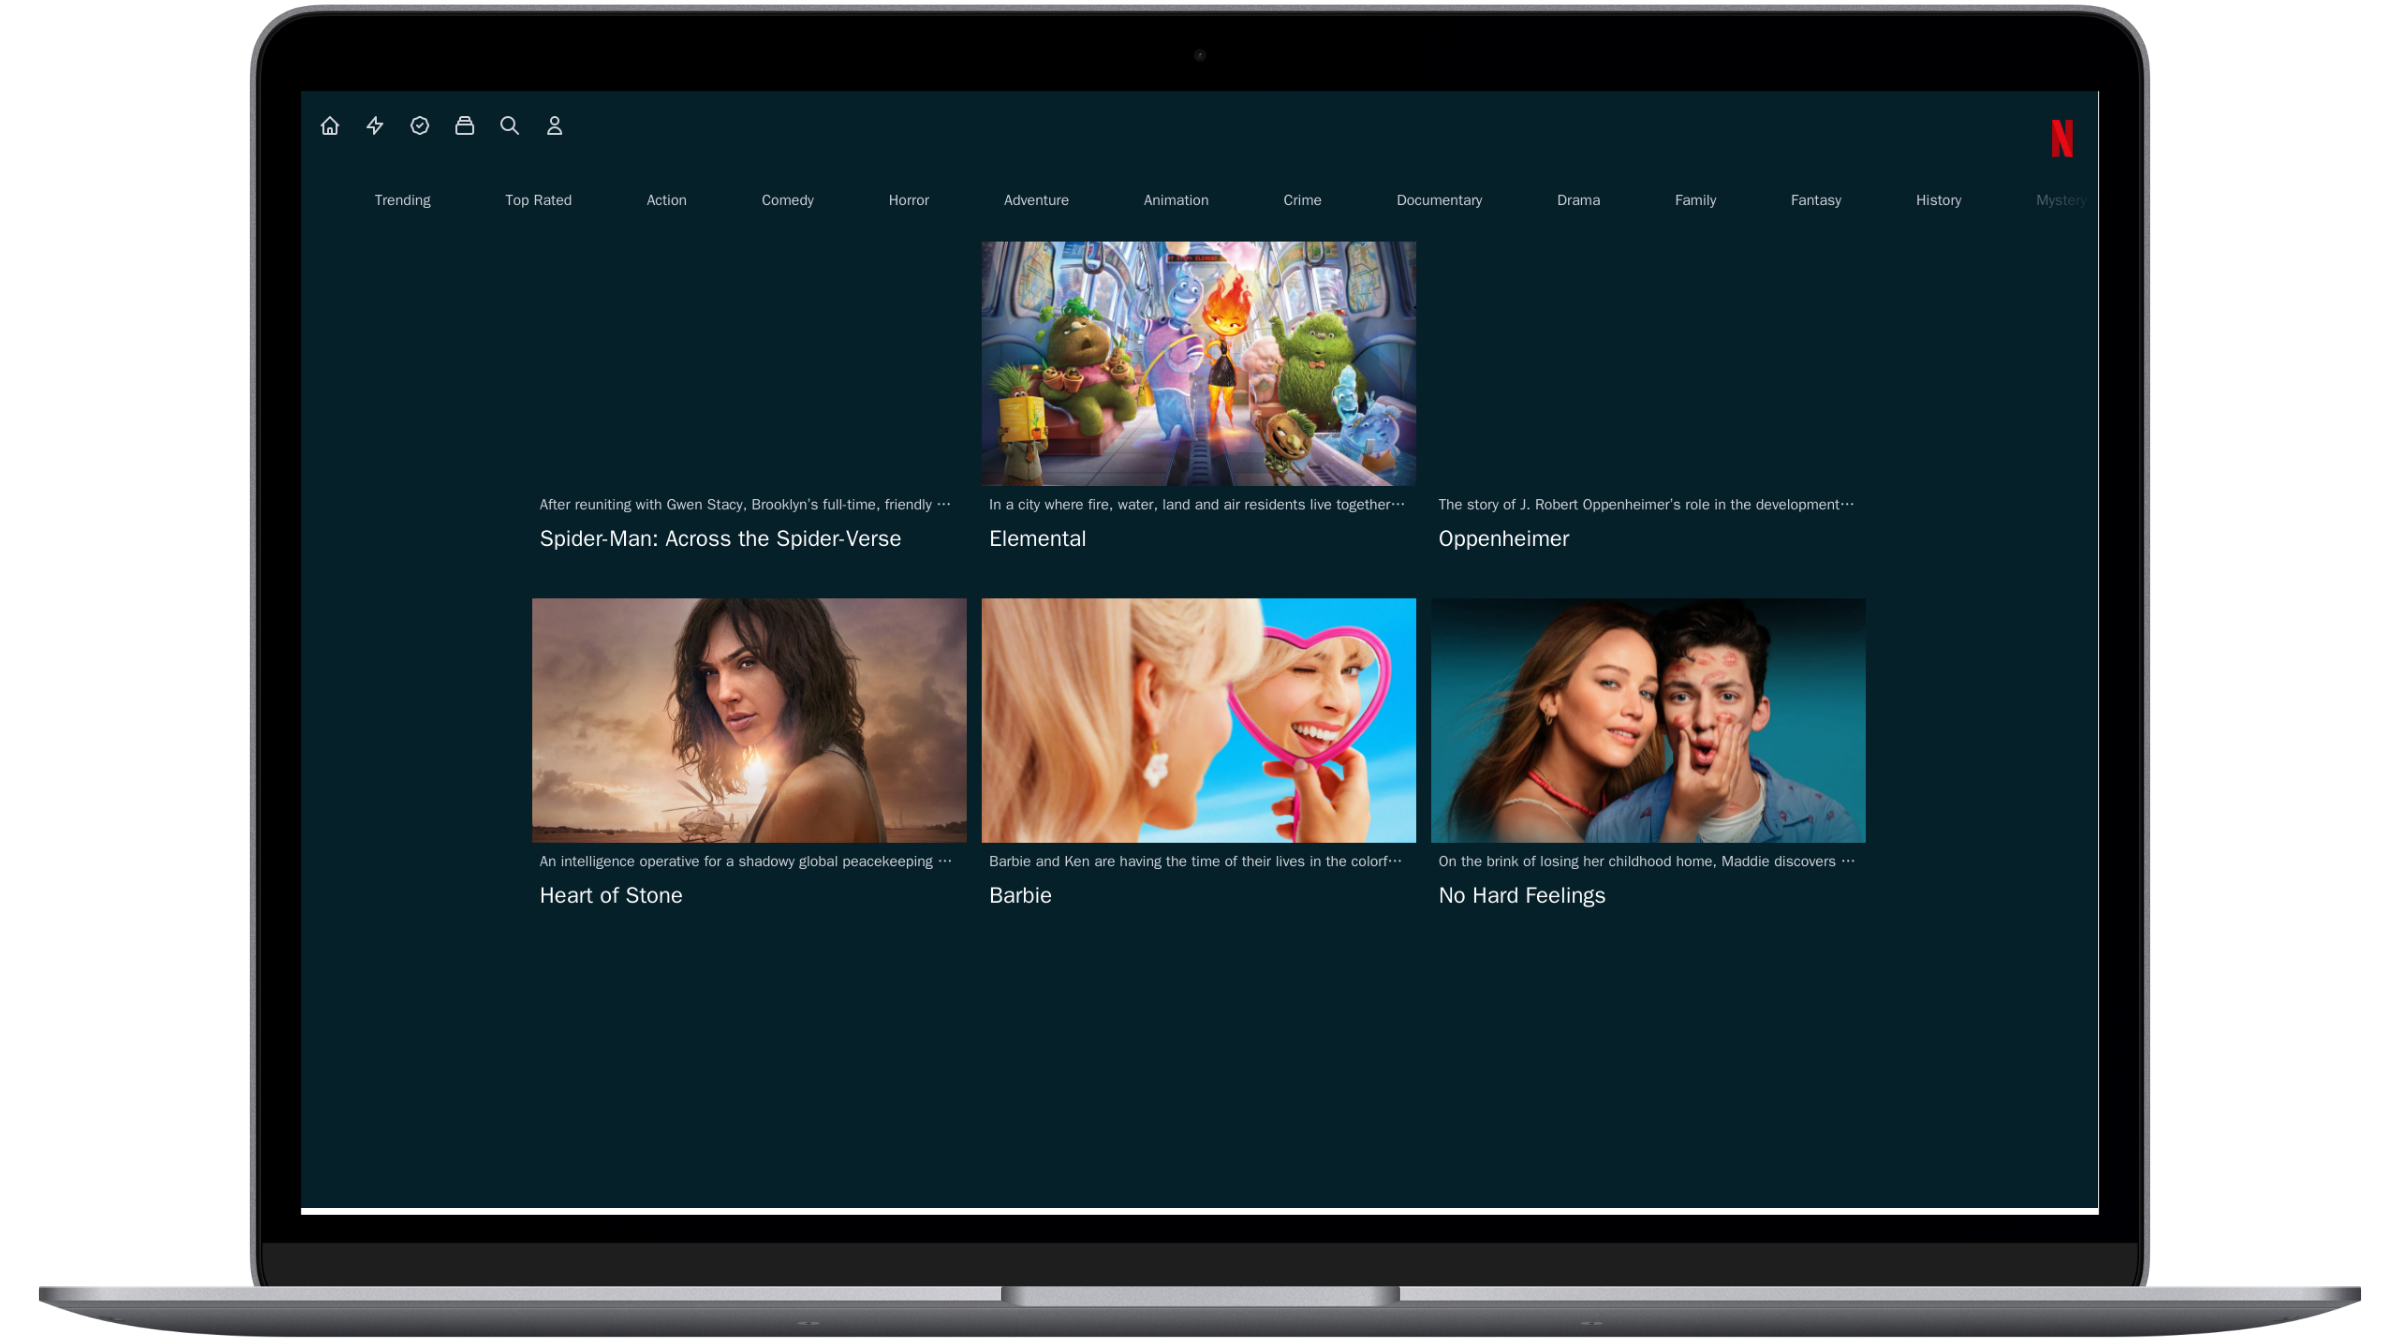 N
Trending Top Rated Action Comedy Horror Adventure Animation Crime Documentary Drama Family Fantasy History Mystery
After reuniting with Gwen Stacy, Brooklyn's full-time, friendly ⋯
Spider-Man: Across the Spider-Verse
In a city where fire, water, land and air residents live together⋯
Elemental
The story of J. Robert Oppenheimer's role in the development⋯
Oppenheimer
An intelligence operative for a shadowy global peacekeeping ⋯
Heart of Stone
Barbie and Ken are having the time of their lives in the colorf⋯
Barbie
On the brink of losing her childhood home, Maddie discovers ⋯
No Hard Feelings